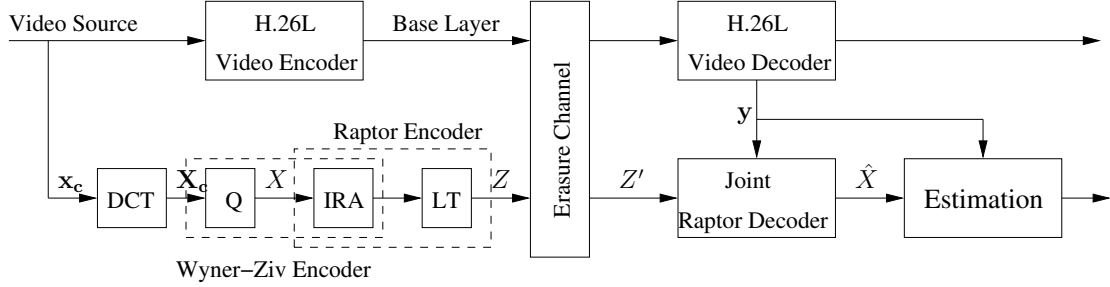 Video Source
H.26L
Video Encoder
Base Layer
Erasure Channel
H.26L
Video Decoder
y
Raptor Encoder
x_c
DCT
X_c
Q
X
IRA
LT
Z
Z′
Joint
Raptor Decoder
X̂
Estimation
Wyner–Ziv Encoder